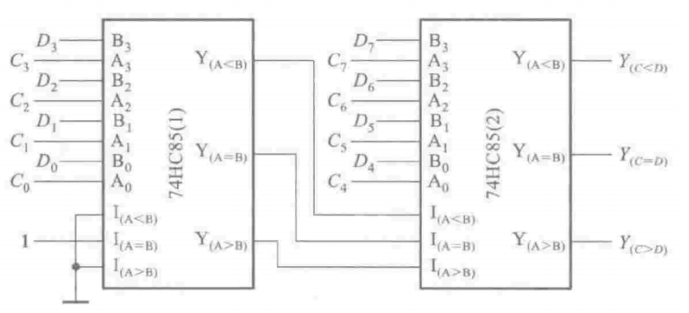 D₃ B₃
C₃ A₃ Y(A<B)
D₂ B₂
C₂ A₂
D₁ B₁
C₁ A₁
D₀ B₀ Y(A=B)
C₀ A₀
I(A<B)
1 I(A=B) Y(A>B)
I(A>B)
74HC85(1)
D₇ B₃
C₇ A₃ Y(A<B) Y(C<D)
D₆ B₂
C₆ A₂
D₅ B₁
C₅ A₁
D₄ B₀ Y(A=B) Y(C=D)
C₄ A₀
I(A<B)
I(A=B) Y(A>B) Y(C>D)
I(A>B)
74HC85(2)